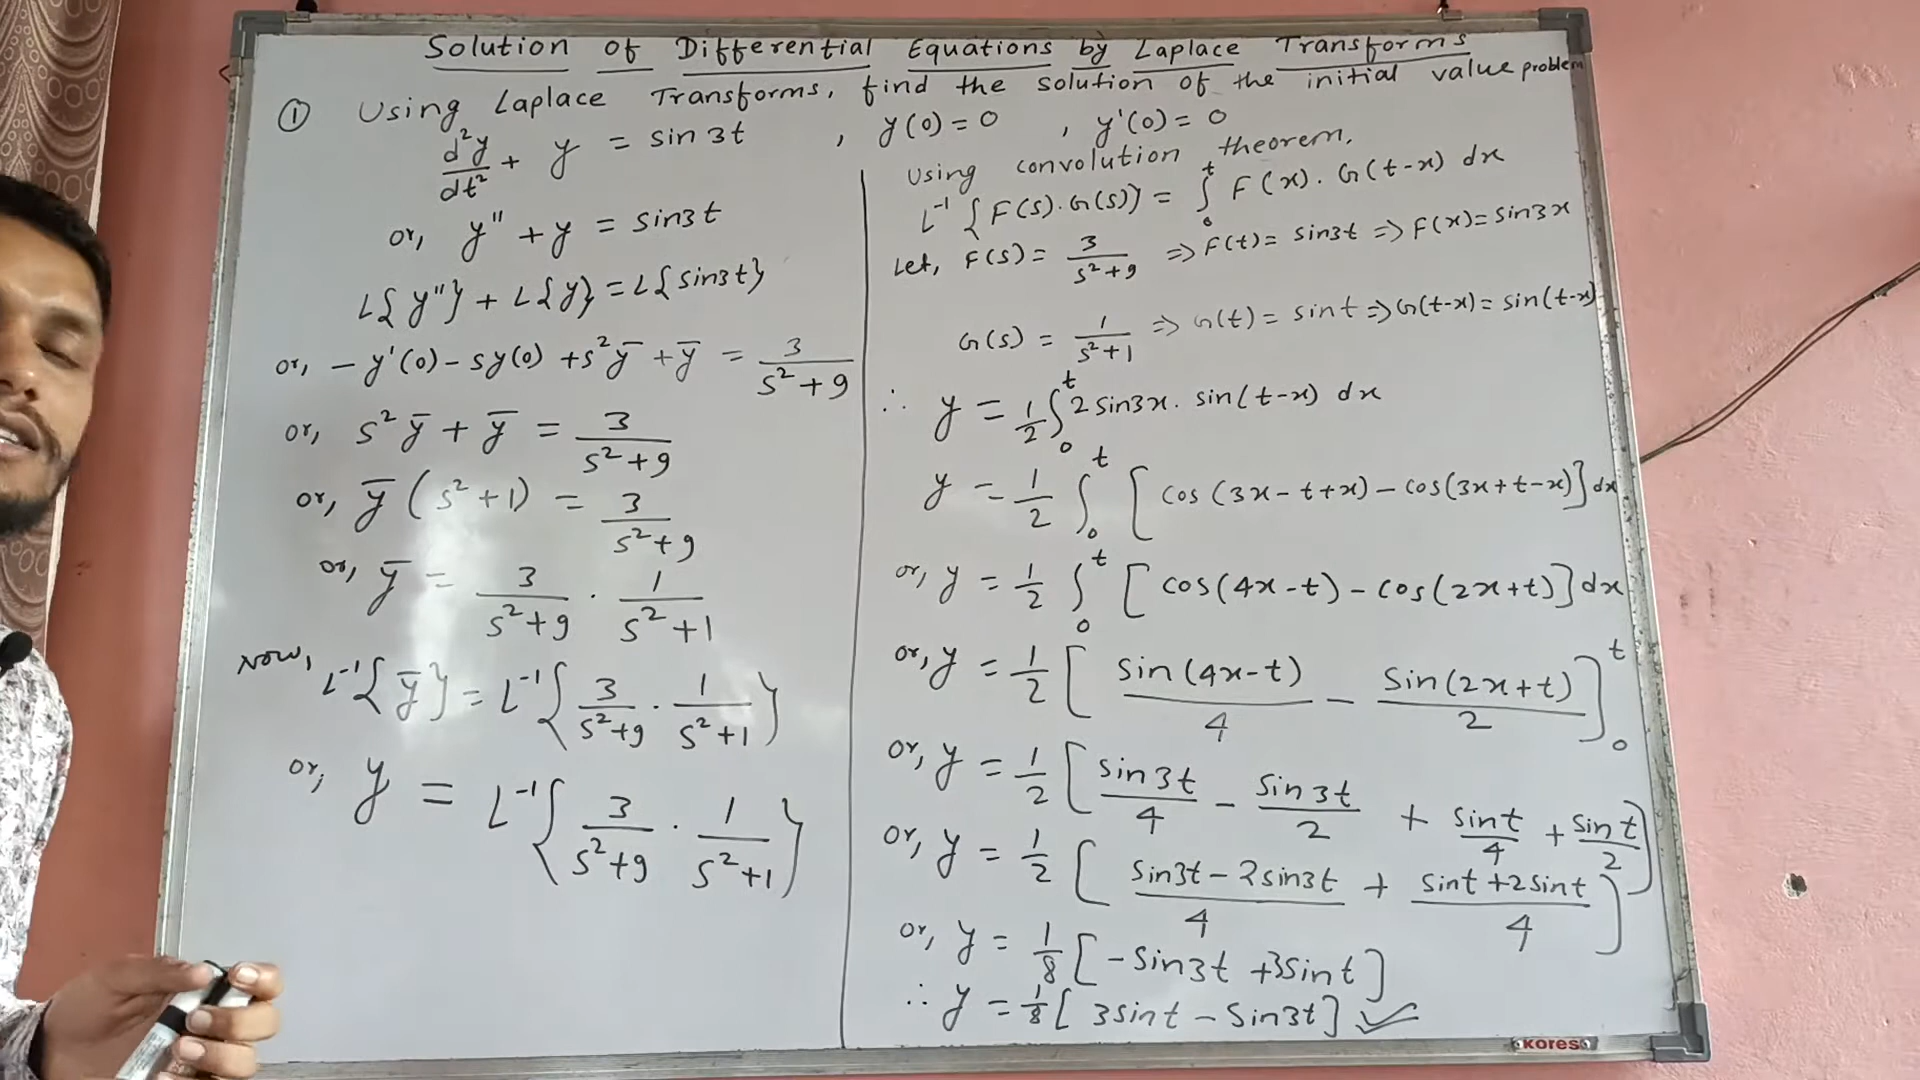 Solution of Differential Equations by Laplace Transforms
① Using Laplace Transforms, find the solution of the initial value problem
d²y/dt² + y = sin 3t , y(0) = 0 , y'(0) = 0
or, y'' + y = sin3t
L{y''} + L{y} = L{sin3t}
or, - y'(0) - sy(0) + s²ȳ + ȳ = 3/(s²+9)
or, s²ȳ + ȳ = 3/(s²+9)
or, ȳ (s²+1) = 3/(s²+9)
or, ȳ = 3/(s²+9) · 1/(s²+1)
Now, L⁻¹{ȳ} = L⁻¹{3/(s²+9) · 1/(s²+1)}
or, y = L⁻¹{3/(s²+9) · 1/(s²+1)}
Using convolution theorem,
L⁻¹{F(s)·G(s)} = ∫₀ᵗ F(x)·G(t-x) dx
Let, F(s) = 3/(s²+9) => F(t) = sin3t => F(x) = sin3x
G(s) = 1/(s²+1) => G(t) = sint => G(t-x) = sin(t-x)
∴ y = 1/2 ∫₀ᵗ 2 sin3x. sin(t-x) dx
y = 1/2 ∫₀ᵗ [cos (3x-t+x) - cos(3x+t-x)] dx
or, y = 1/2 ∫₀ᵗ [cos(4x-t) - cos(2x+t)] dx
or, y = 1/2 [sin(4x-t)/4 - sin(2x+t)/2]₀ᵗ
or, y = 1/2 [sin3t/4 - sin3t/2 + sint/4 + sint/2]
or, y = 1/2 [(sin3t - 2sin3t)/4 + (sint + 2sint)/4]
or, y = 1/8 [-sin3t + 3sint]
∴ y = 1/8 [3sint - sin3t] ✓
kores